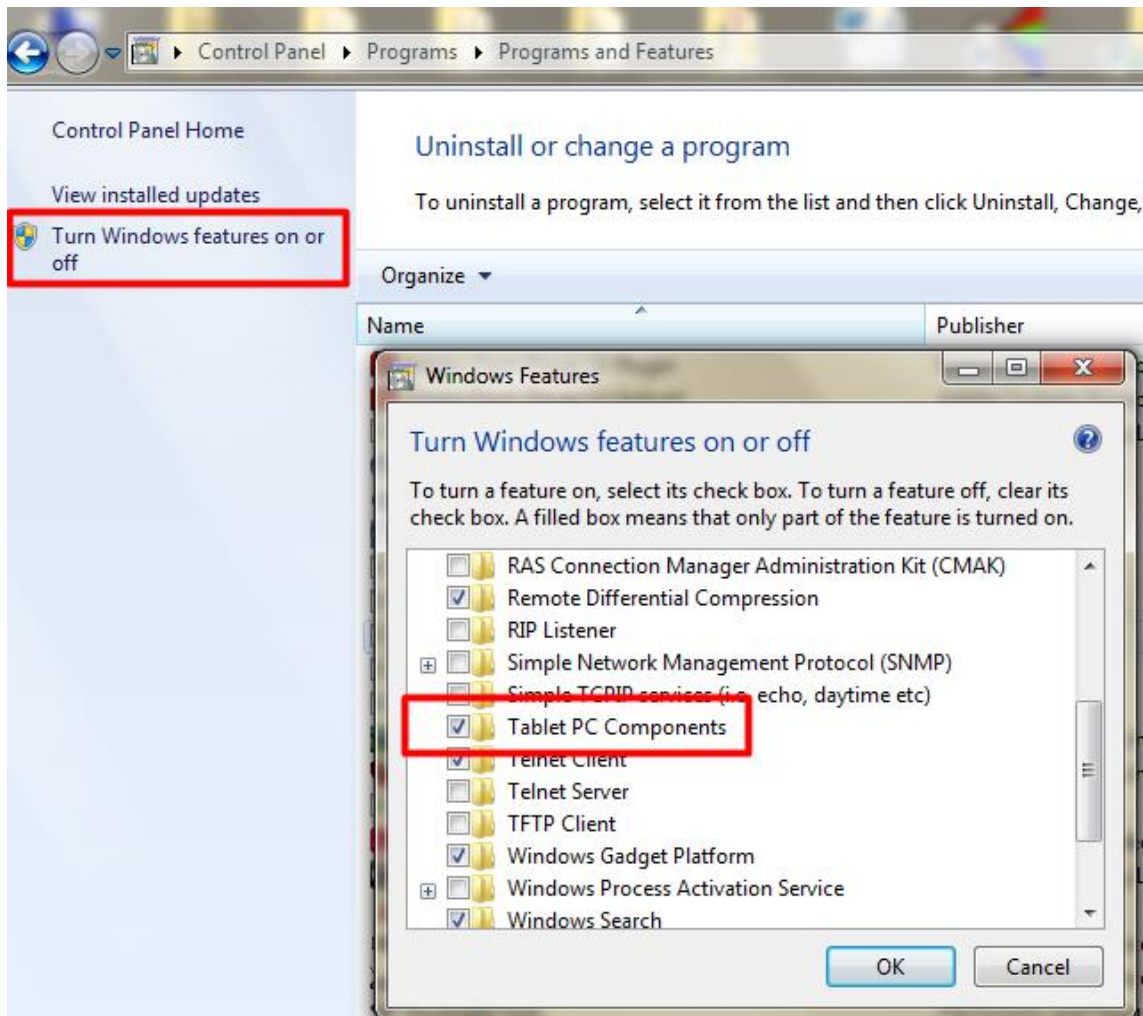 Control Panel Programs Programs and Features
Control Panel Home
View installed updates
Turn Windows features on or
off
Uninstall or change a program
To uninstall a program, select it from the list and then click Uninstall, Change,
Organize
Name Publisher
Windows Features
Turn Windows features on or off
To turn a feature on, select its check box. To turn a feature off, clear its
check box. A filled box means that only part of the feature is turned on.
RAS Connection Manager Administration Kit (CMAK)
Remote Differential Compression
RIP Listener
Simple Network Management Protocol (SNMP)
Simple TCPIP services (i.e. echo, daytime etc)
Tablet PC Components
Telnet Client
Telnet Server
TFTP Client
Windows Gadget Platform
Windows Process Activation Service
Windows Search
OK Cancel